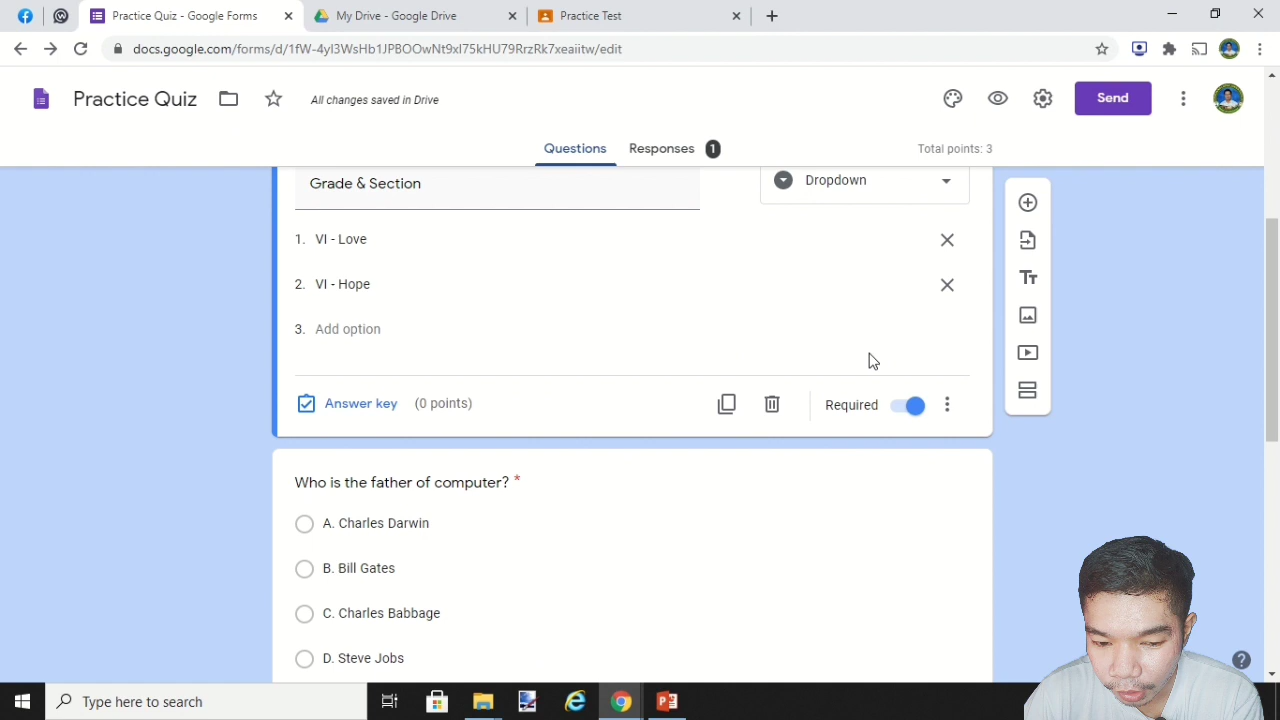 Practice Quiz - Google Forms
My Drive - Google Drive
Practice Test
docs.google.com/forms/d/1fW-4yl3WsHb1JPBOOwNt9xl75kHU79RrzRk7xeaiitw/edit
Practice Quiz
All changes saved in Drive
Send
Questions
Responses 1
Total points: 3
Grade & Section
Dropdown
1. VI - Love
2. VI - Hope
3. Add option
Answer key (0 points)
Required
Who is the father of computer? *
A. Charles Darwin
B. Bill Gates
C. Charles Babbage
D. Steve Jobs
Type here to search